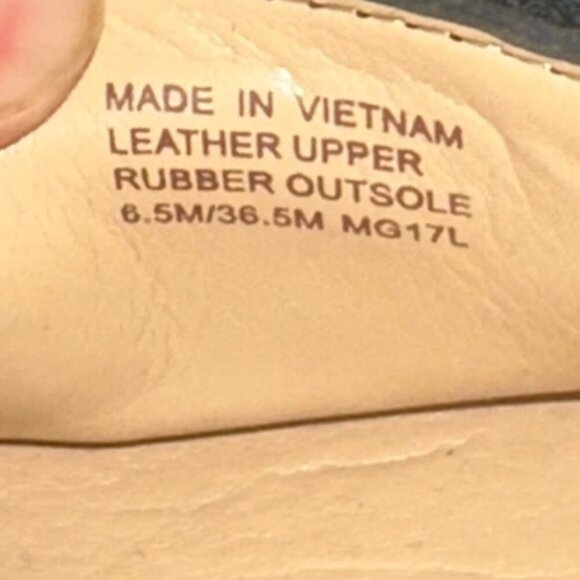 MADE IN VIETNAM
LEATHER UPPER
RUBBER OUTSOLE
6.5M/36.5M MG17L